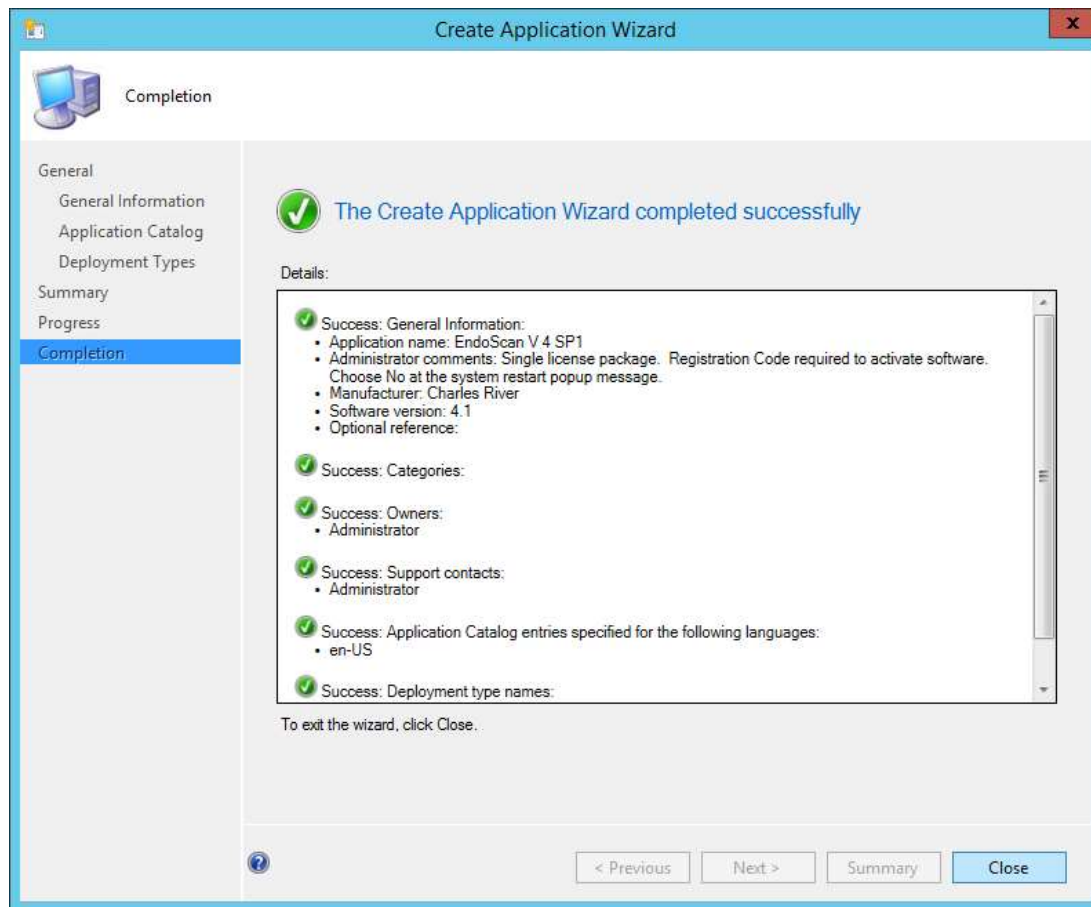 Create Application Wizard
x
Completion
General
General Information
Application Catalog
Deployment Types
Summary
Progress
Completion
The Create Application Wizard completed successfully
Details:
Success: General Information:
• Application name: EndoScan V 4 SP1
• Administrator comments: Single license package.  Registration Code required to activate software.
Choose No at the system restart popup message.
• Manufacturer: Charles River
• Software version: 4.1
• Optional reference:
Success: Categories:
Success: Owners:
• Administrator
Success: Support contacts:
• Administrator
Success: Application Catalog entries specified for the following languages:
• en-US
Success: Deployment type names:
To exit the wizard, click Close.
?
< Previous
Next >
Summary
Close